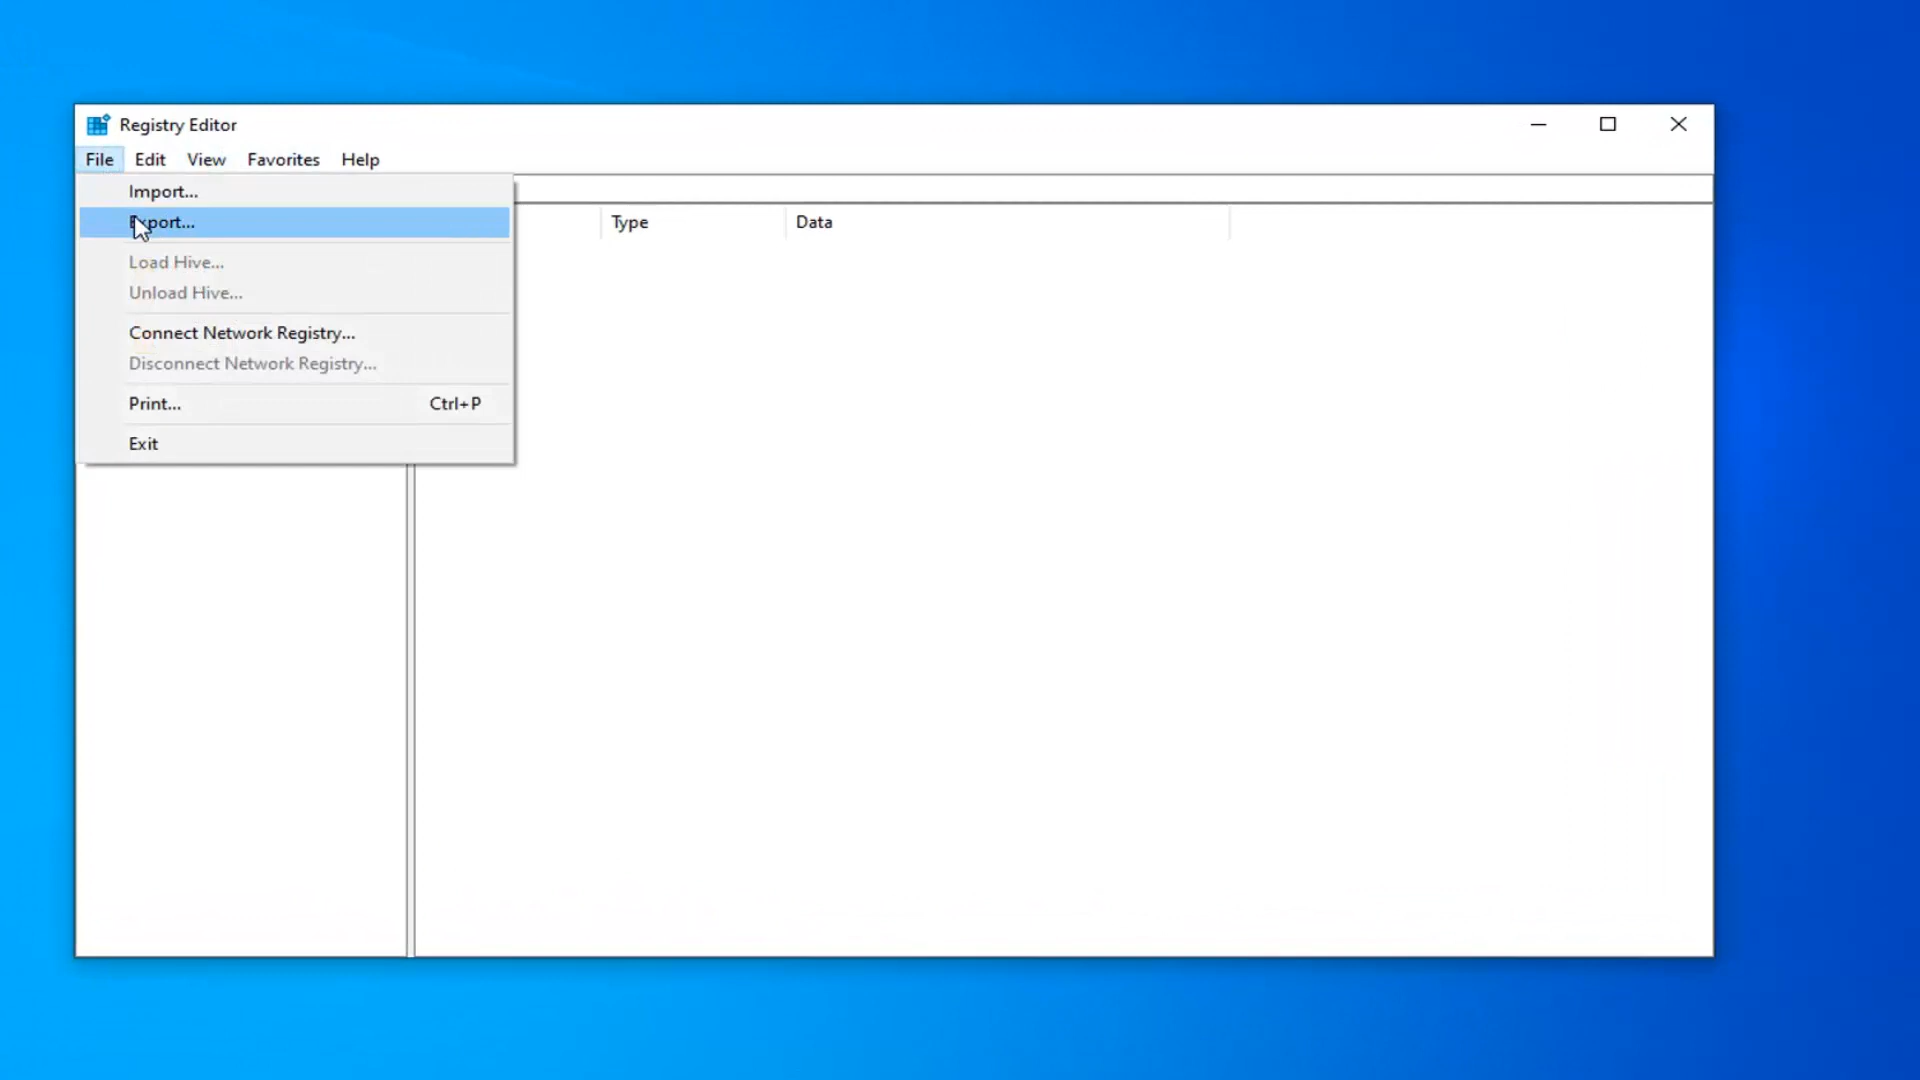 Registry Editor
File Edit View Favorites Help
Import...
Export...
Type Data
Load Hive...
Unload Hive...
Connect Network Registry...
Disconnect Network Registry...
Print... Ctrl+P
Exit